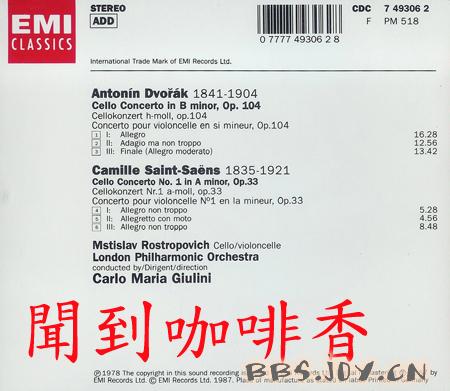 EMI
CLASSICS
STEREO
ADD
0 7777 49306 2 8
CDC 7 49306 2
F PM 518
International Trade Mark of EMI Records Ltd.
Antonín Dvořák 1841-1904
Cello Concerto in B minor, Op. 104
Cellokonzert h-moll, op.104
Concerto pour violoncelle en si mineur, Op.104
1 I: Allegro 16.28
2 II: Adagio ma non troppo 12.56
3 III: Finale (Allegro moderato) 13.42
Camille Saint-Saëns 1835-1921
Cello Concerto No. 1 in A minor, Op.33
Cellokonzert Nr.1 a-moll, op.33
Concerto pour violoncelle Nº1 en la mineur, Op.33
4 I: Allegro non troppo 5.28
5 II: Allegretto con moto 4.56
6 III: Allegro non troppo 8.48
Mstislav Rostropovich Cello/violoncelle
London Philharmonic Orchestra
conducted by/Dirigent/direction
Carlo Maria Giulini
聞到咖啡香
BBS.JOY.CN
℗1978 The copyright in this sound recording is
EMI Records Ltd. © EMI Records Ltd. 1987.